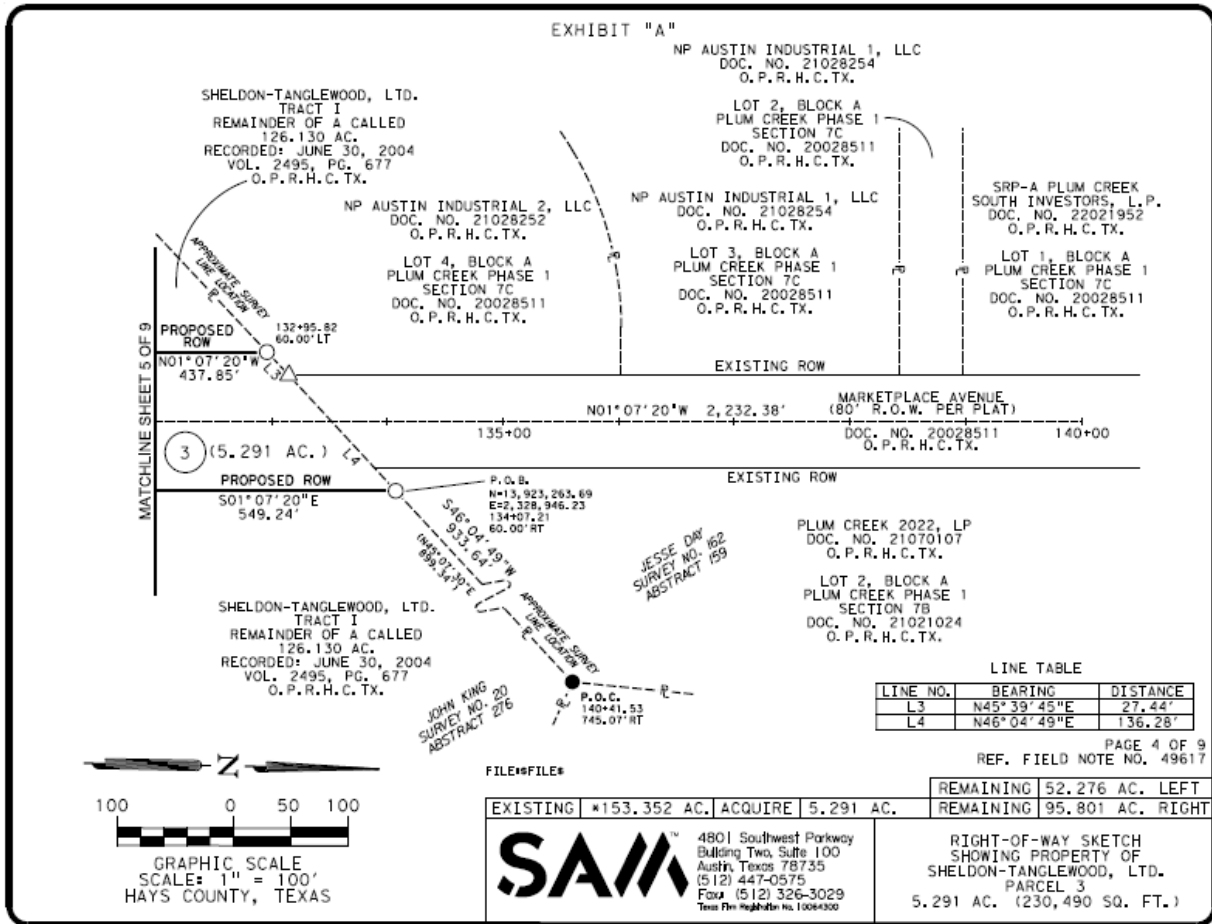 EXHIBIT "A"
NP AUSTIN INDUSTRIAL 1, LLC
DOC. NO. 21028254
O.P.R.H.C.TX.
LOT 2, BLOCK A
PLUM CREEK PHASE 1
SECTION 7C
DOC. NO. 20028511
O.P.R.H.C.TX.
SHELDON-TANGLEWOOD, LTD.
TRACT I
REMAINDER OF A CALLED
126.130 AC.
RECORDED: JUNE 30, 2004
VOL. 2495, PG. 677
O.P.R.H.C.TX.
NP AUSTIN INDUSTRIAL 2, LLC
DOC. NO. 21028252
O.P.R.H.C.TX.
LOT 4, BLOCK A
PLUM CREEK PHASE 1
SECTION 7C
DOC. NO. 20028511
O.P.R.H.C.TX.
NP AUSTIN INDUSTRIAL 1, LLC
DOC. NO. 21028254
O.P.R.H.C.TX.
LOT 3, BLOCK A
PLUM CREEK PHASE 1
SECTION 7C
DOC. NO. 20028511
O.P.R.H.C.TX.
SRP-A PLUM CREEK
SOUTH INVESTORS, L.P.
DOC. NO. 22021952
O.P.R.H.C.TX.
LOT 1, BLOCK A
PLUM CREEK PHASE 1
SECTION 7C
DOC. NO. 20028511
O.P.R.H.C.TX.
APPROXIMATE SURVEY
LINE LOCATION
MATCHLINE SHEET 5 OF 9
PROPOSED
ROW
N01°07'20"W
437.85'
132+95.82
60.00'LT
L3
EXISTING ROW
N01°07'20"W 2,232.38'
MARKETPLACE AVENUE
(80' R.O.W. PER PLAT)
135+00
DOC. NO. 20028511
O.P.R.H.C.TX.
140+00
3 (5.291 AC.)
L4
EXISTING ROW
PROPOSED ROW
S01°07'20"E
549.24'
P.O.B.
N=13,923,263.69
E=2,328,946.23
134+07.21
60.00'RT
S46°04'49"W
933.64'
(N45°07'30"E
899.34')
JESSE DAY
SURVEY NO. 162
ABSTRACT 159
PLUM CREEK 2022, LP
DOC. NO. 21070107
O.P.R.H.C.TX.
LOT 2, BLOCK A
PLUM CREEK PHASE 1
SECTION 7B
DOC. NO. 21021024
O.P.R.H.C.TX.
SHELDON-TANGLEWOOD, LTD.
TRACT I
REMAINDER OF A CALLED
126.130 AC.
RECORDED: JUNE 30, 2004
VOL. 2495, PG. 677
O.P.R.H.C.TX.
APPROXIMATE SURVEY
LINE LOCATION
JOHN KING
SURVEY NO. 20
ABSTRACT 276
P.O.C.
140+41.53
745.07'RT
LINE TABLE
LINE NO. BEARING DISTANCE
L3 N45°39'45"E 27.44'
L4 N46°04'49"E 136.28'
PAGE 4 OF 9
REF. FIELD NOTE NO. 49617
N
100 0 50 100
GRAPHIC SCALE
SCALE: 1" = 100'
HAYS COUNTY, TEXAS
FILE:$FILE$
REMAINING 52.276 AC. LEFT
EXISTING *153.352 AC. ACQUIRE 5.291 AC. REMAINING 95.801 AC. RIGHT
SAM™
4801 Southwest Parkway
Building Two, Suite 100
Austin, Texas 78735
(512) 447-0575
Fax: (512) 326-3029
Texas Firm Registration No. 10064300
RIGHT-OF-WAY SKETCH
SHOWING PROPERTY OF
SHELDON-TANGLEWOOD, LTD.
PARCEL 3
5.291 AC. (230,490 SQ. FT.)